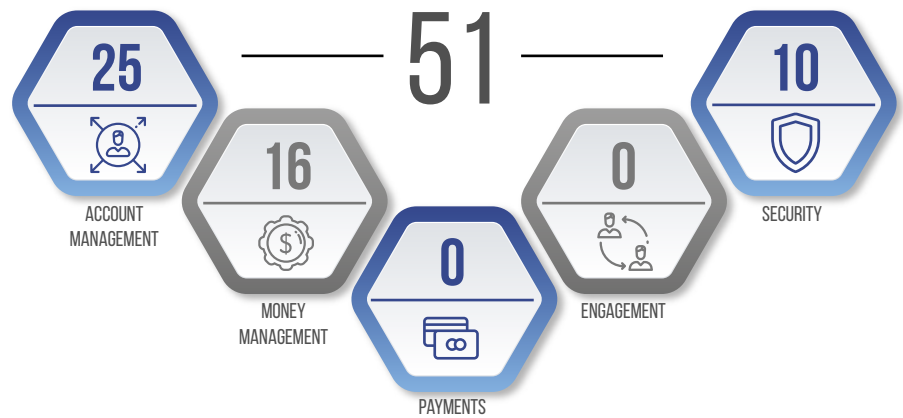 51
25
ACCOUNT
MANAGEMENT
16
$
MONEY
MANAGEMENT
0
PAYMENTS
0
ENGAGEMENT
10
SECURITY